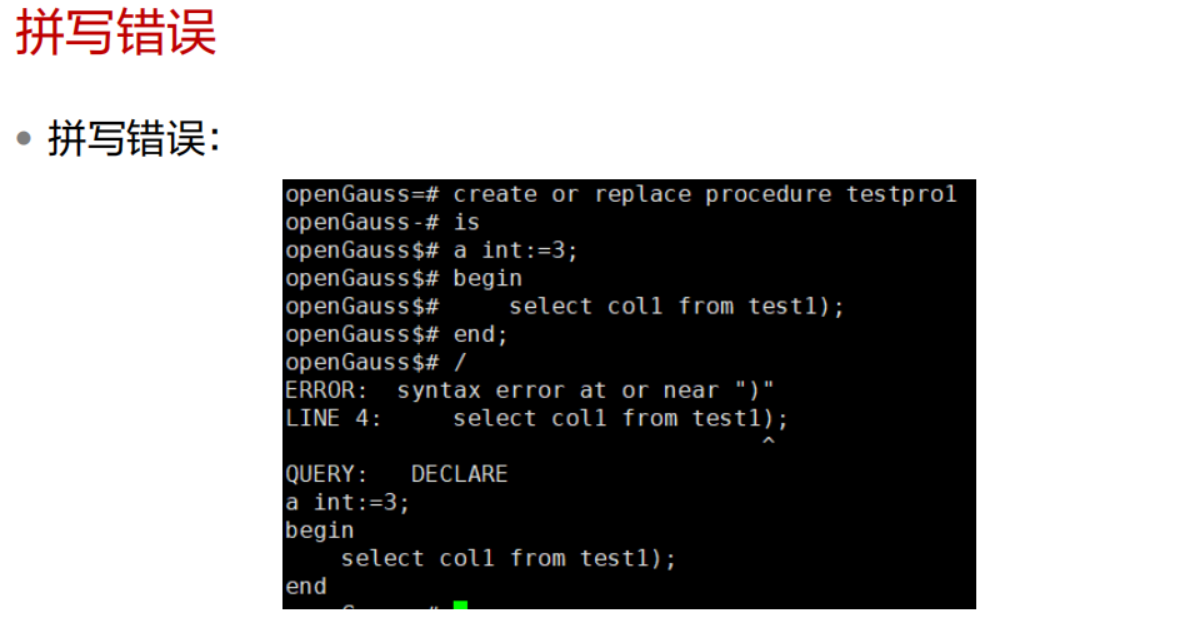 拼写错误
• 拼写错误：
openGauss=# create or replace procedure testpro1
openGauss-# is
openGauss$# a int:=3;
openGauss$# begin
openGauss$#     select col1 from test1);
openGauss$# end;
openGauss$# /
ERROR:  syntax error at or near ")"
LINE 4:     select col1 from test1);
                                  ^
QUERY:   DECLARE
a int:=3;
begin
    select col1 from test1);
end